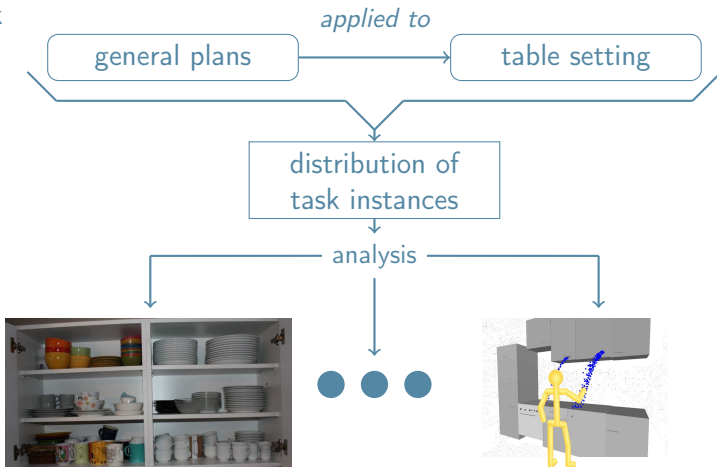 applied to
general plans
table setting
distribution of
task instances
analysis